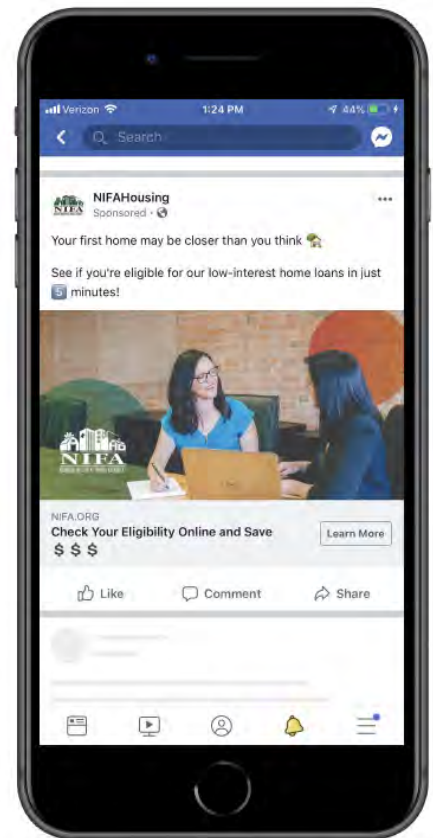 Verizon 1:24 PM 44%
Search
NIFAHousing
Sponsored ·
NIFA
Your first home may be closer than you think 🏡
See if you're eligible for our low-interest home loans in just
5️⃣ minutes!
NIFA
NIFA.ORG
Check Your Eligibility Online and Save
$ $ $
Learn More
Like Comment Share